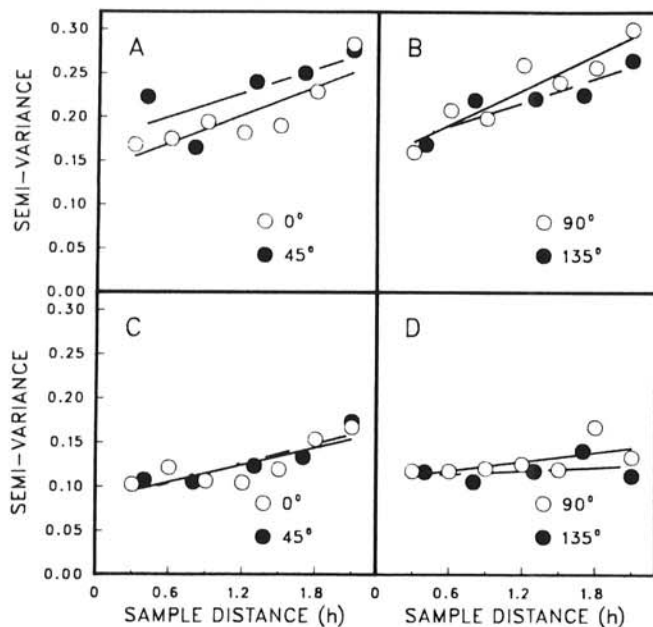 0.30
0.25
0.20
0.15
0.10
0.05
0.00
SEMI-VARIANCE
A
○ 0°
● 45°
B
○ 90°
● 135°
0.30
0.25
0.20
0.15
0.10
0.05
0.00
SEMI-VARIANCE
C
○ 0°
● 45°
D
○ 90°
● 135°
0 0.6 1.2 1.8 0 0.6 1.2 1.8
SAMPLE DISTANCE (h) SAMPLE DISTANCE (h)